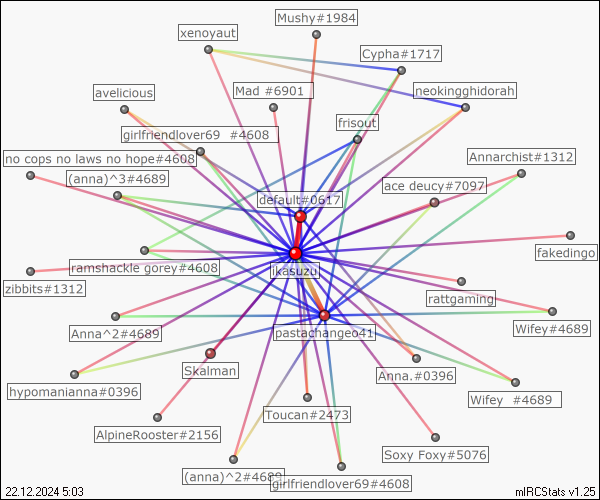 Mushy#1984
xenoyaut
Cypha#1717
avelicious
Mad #6901
neokingghidorah
frisout
girlfriendlover69 #4608
no cops no laws no hope#4608
Annarchist#1312
(anna)^3#4689
ace deucy#7097
default#0617
fakedingo
ramshackle gorey#4608
likasuzu
zibbits#1312
rattgaming
Anna^2#4689
pastachangeo41
Wifey#4689
Skalman
Anna.#0396
hypomanianna#0396
Wifey #4689
Toucan#2473
AlpineRooster#2156
Soxy Foxy#5076
(anna)^2#4689
girlfriendlover69#4608
22.12.2024 5:03
mIRCStats v1.25